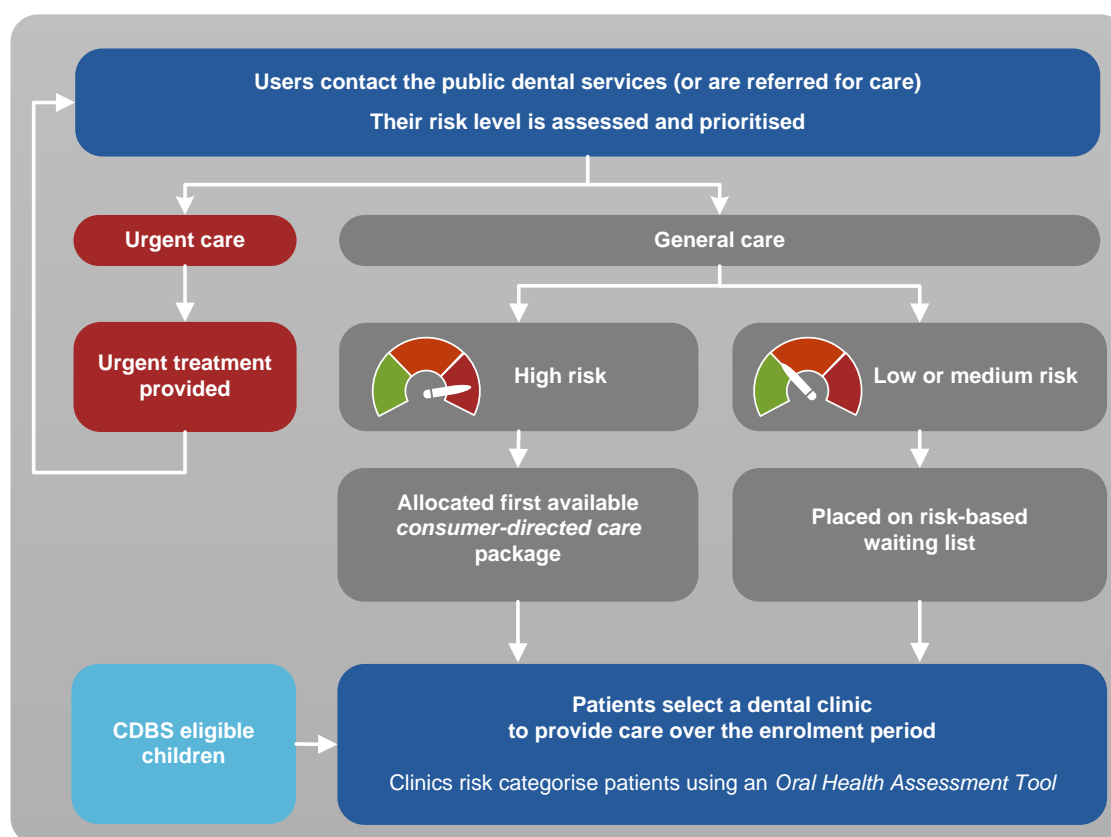 Users contact the public dental services (or are referred for care)
Their risk level is assessed and prioritised
Urgent care
General care
Urgent treatment
provided
High risk
Low or medium risk
Allocated first available
consumer-directed care
package
Placed on risk-based
waiting list
CDBS eligible
children
Patients select a dental clinic
to provide care over the enrolment period
Clinics risk categorise patients using an Oral Health Assessment Tool